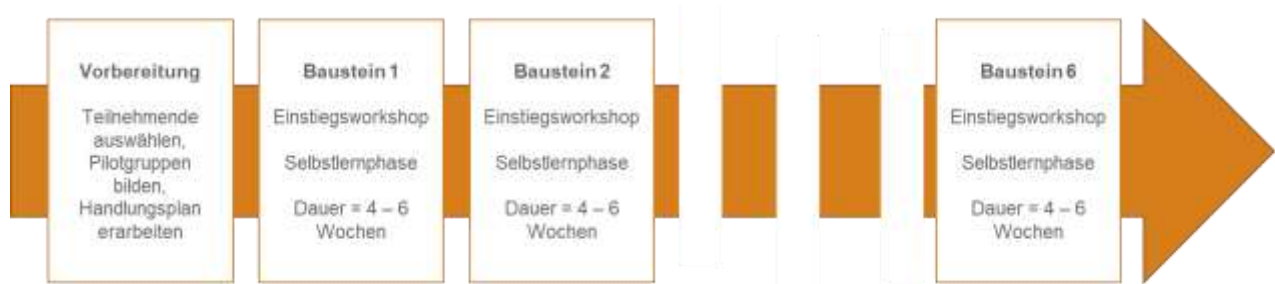 Vorbereitung
Teilnehmende
auswählen,
Pilotgruppen
bilden,
Handlungsplan
erarbeiten
Baustein 1
Einstiegsworkshop
Selbstlernphase
Dauer = 4 – 6
Wochen
Baustein 2
Einstiegsworkshop
Selbstlernphase
Dauer = 4 – 6
Wochen
Baustein 6
Einstiegsworkshop
Selbstlernphase
Dauer = 4 – 6
Wochen